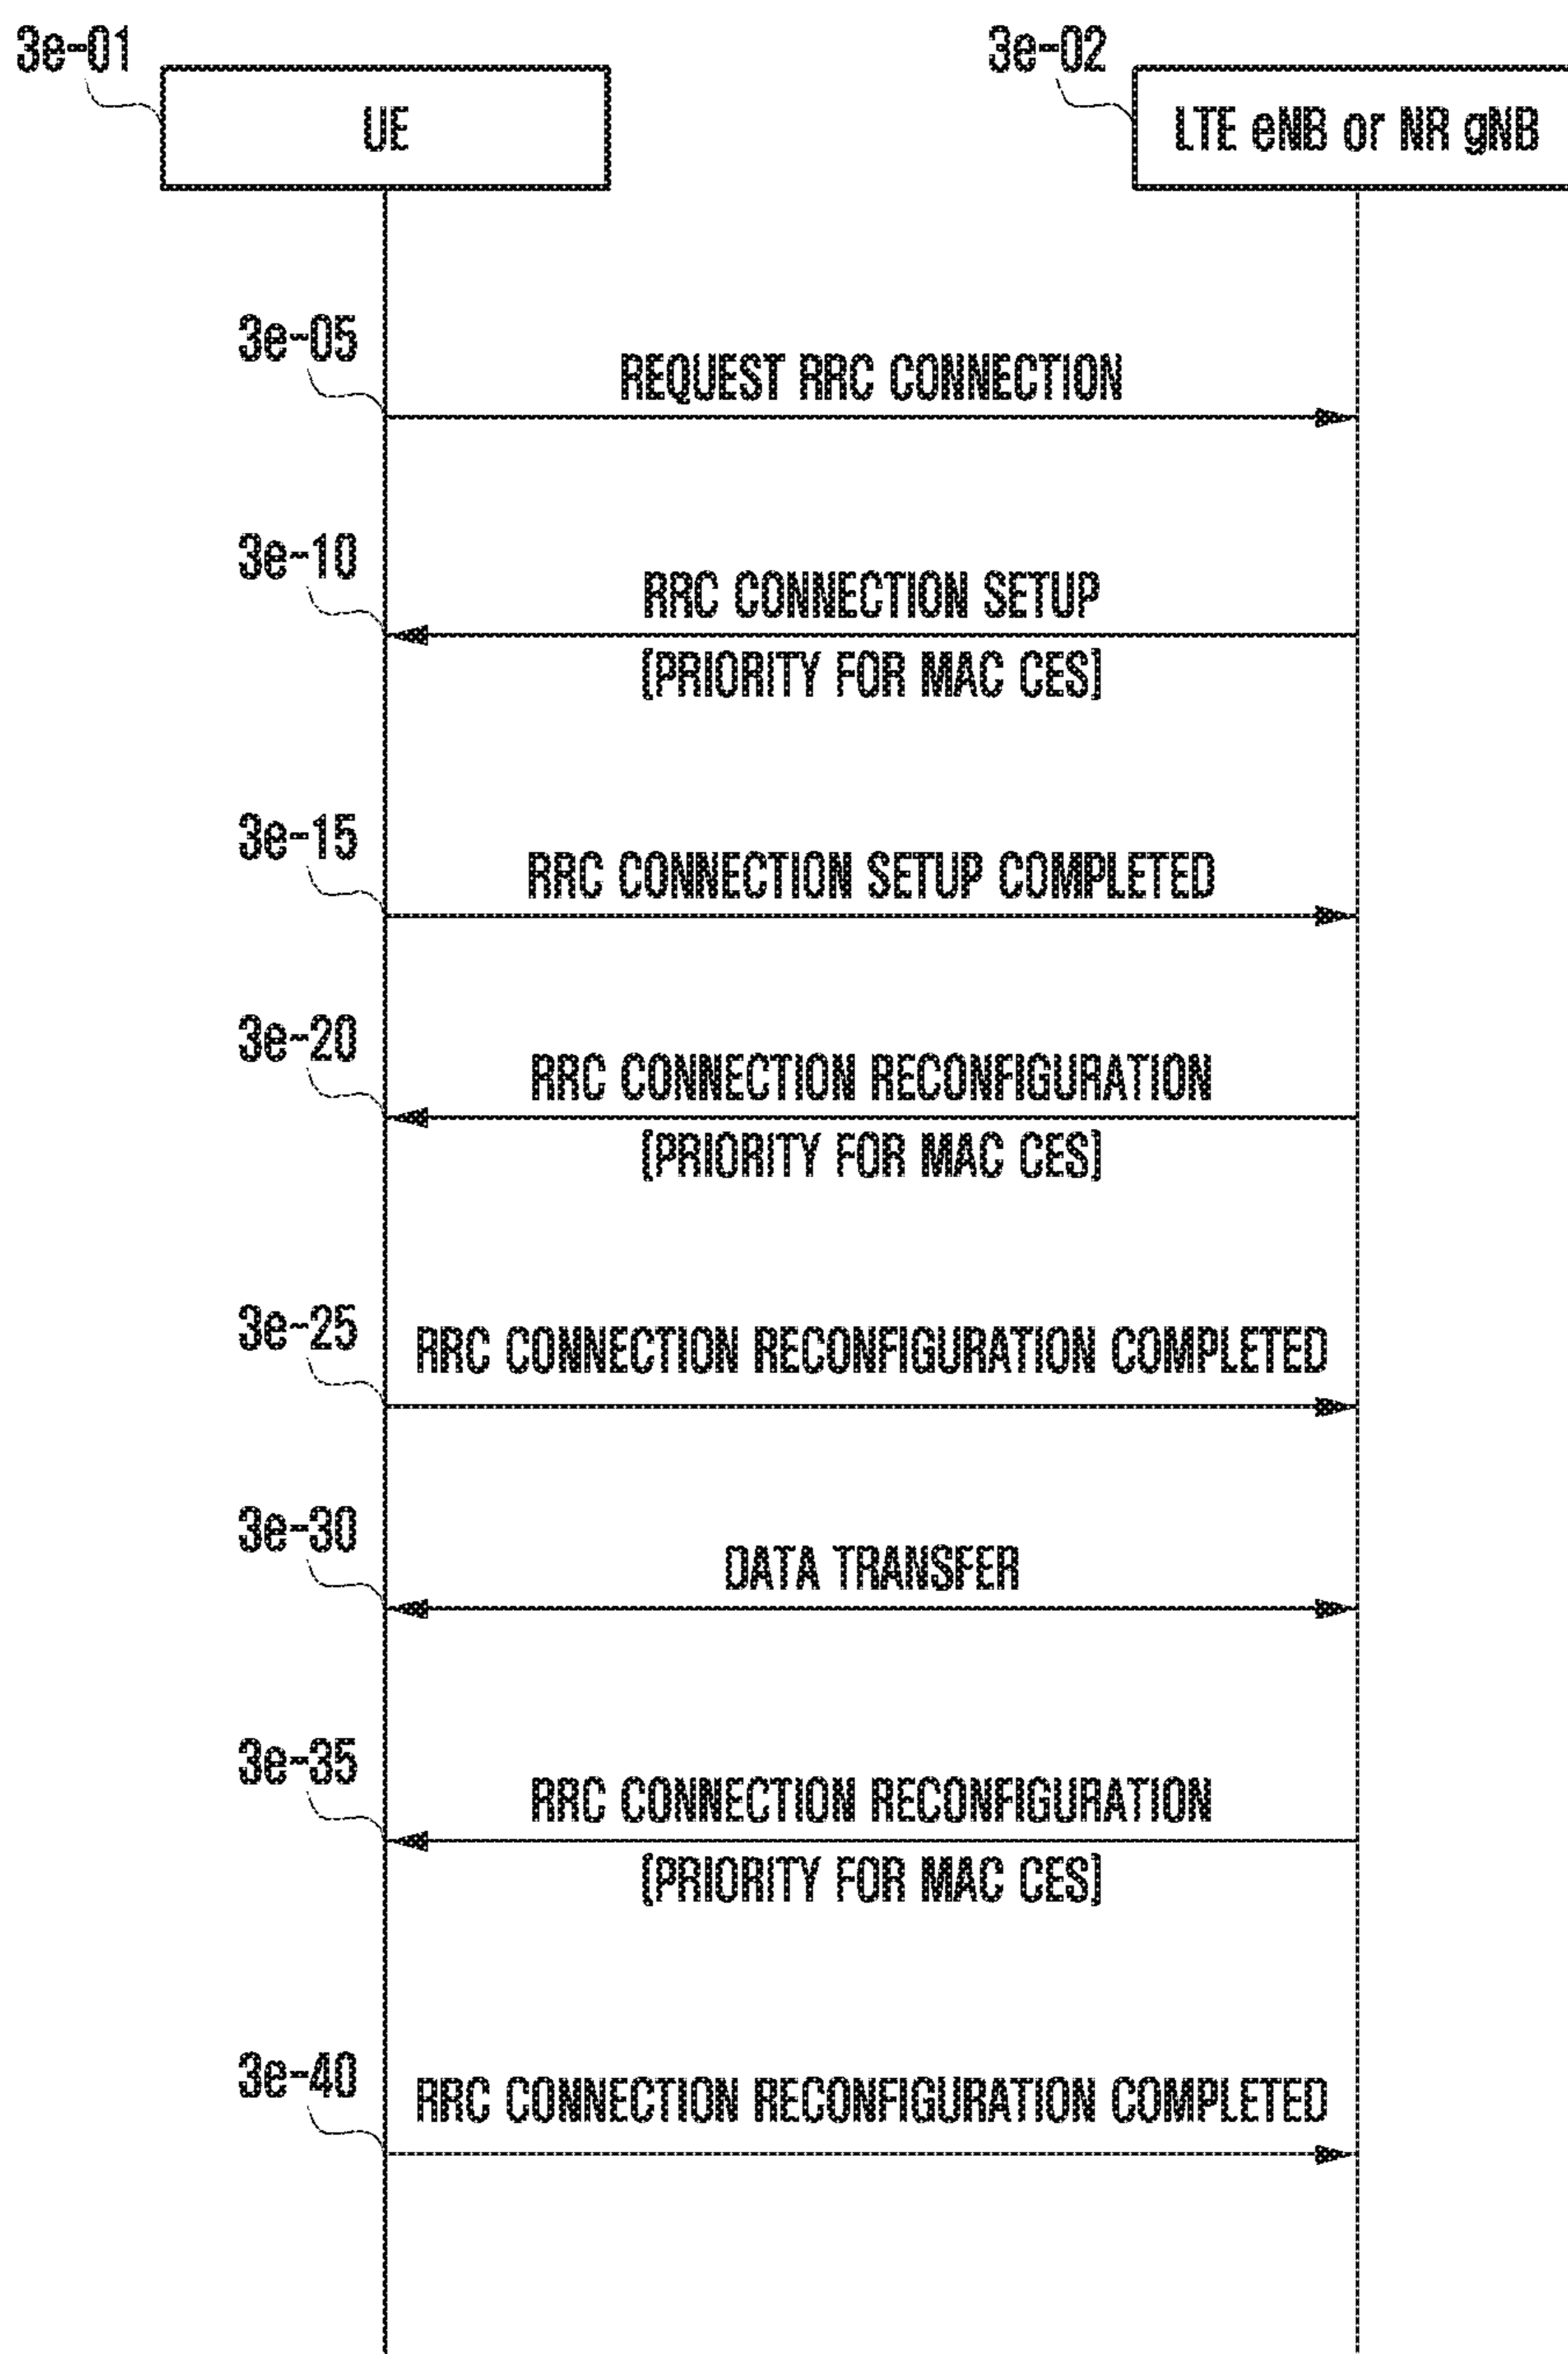 3e-01
3e-02
UE
LTE eNB or NR gNB
3e-05
REQUEST RRC CONNECTION
3e-10
RRC CONNECTION SETUP
[PRIORITY FOR MAC CES]
3e-15
RRC CONNECTION SETUP COMPLETED
3e-20
RRC CONNECTION RECONFIGURATION
[PRIORITY FOR MAC CES]
3e-25
RRC CONNECTION RECONFIGURATION COMPLETED
3e-30
DATA TRANSFER
3e-35
RRC CONNECTION RECONFIGURATION
[PRIORITY FOR MAC CES]
3e-40
RRC CONNECTION RECONFIGURATION COMPLETED